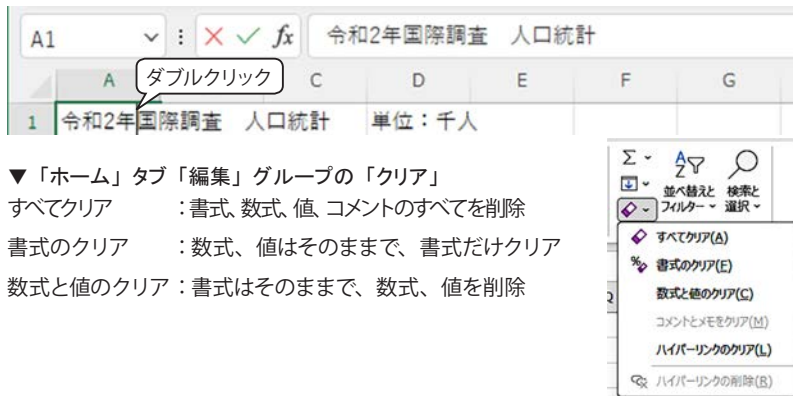 A1 fx 令和2年国際調査　人口統計
A C D E F G
ダブルクリック
1 令和2年国際調査　人口統計 単位：千人
▼「ホーム」タブ「編集」グループの「クリア」
すべてクリア　　　：書式、数式、値、コメントのすべてを削除
書式のクリア　　　：数式、値はそのままで、書式だけクリア
数式と値のクリア：書式はそのままで、数式、値を削除
Σ
並べ替えと 検索と
フィルター 選択
すべてクリア(A)
書式のクリア(F)
数式と値のクリア(C)
コメントとメモをクリア(M)
ハイパーリンクのクリア(L)
ハイパーリンクの削除(R)